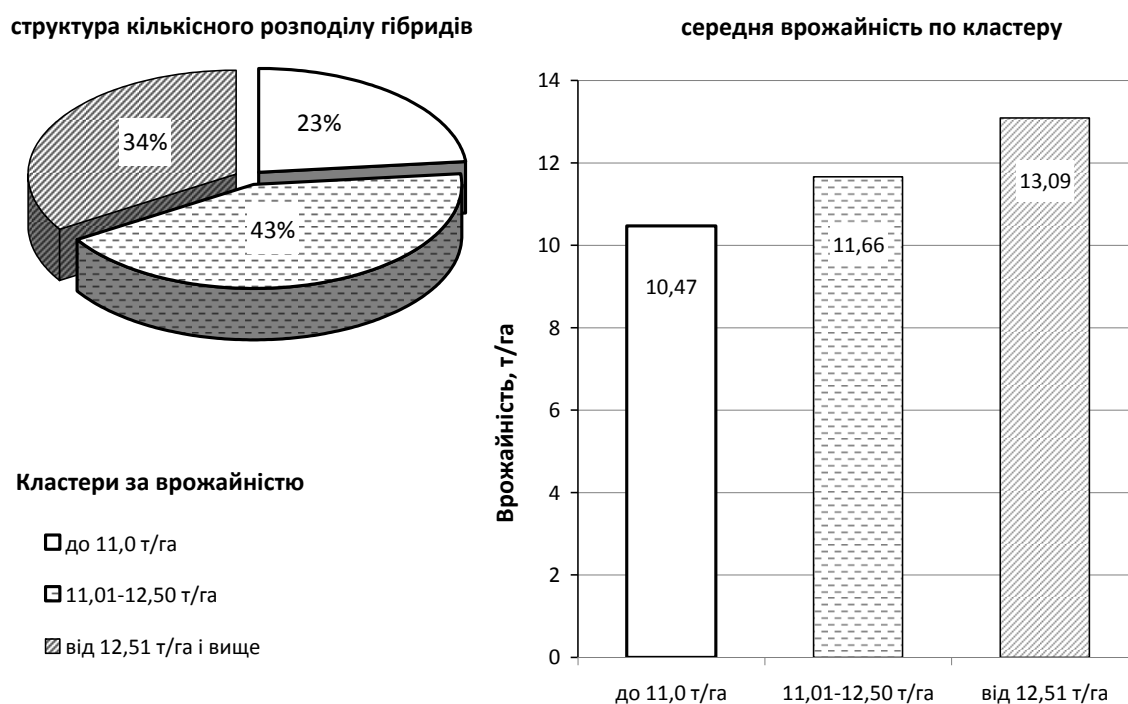 структура кількісного розподілу гібридів
23%
34%
43%
Кластери за врожайністю
до 11,0 т/га
11,01-12,50 т/га
від 12,51 т/га і вище
середня врожайність по кластеру
Врожайність, т/га
14
12
10
8
6
4
2
0
10,47
11,66
13,09
до 11,0 т/га
11,01-12,50 т/га
від 12,51 т/га